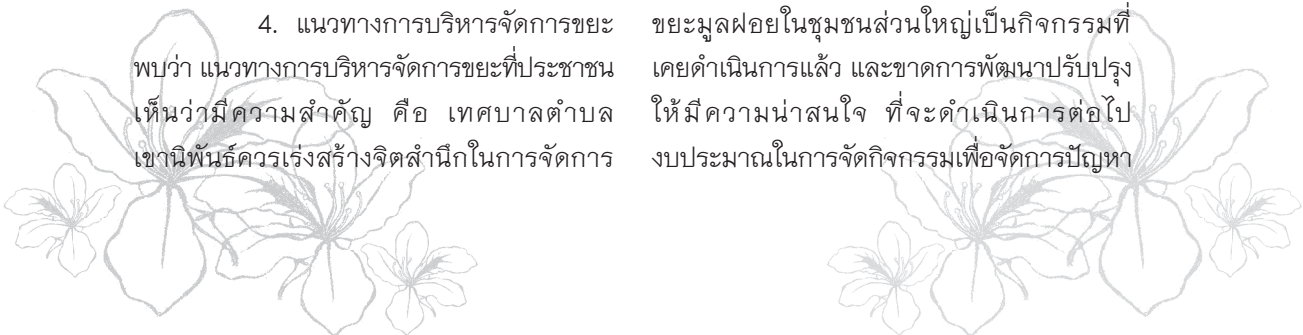 4. แนวทางการบริหารจัดการขยะ
พบว่า แนวทางการบริหารจัดการขยะที่ประชาชน
เห็นว่ามีความสำคัญ คือ เทศบาลตำบล
เขานิพันธ์ควรเร่งสร้างจิตสำนึกในการจัดการ
ขยะมูลฝอยในชุมชนส่วนใหญ่เป็นกิจกรรมที่
เคยดำเนินการแล้ว และขาดการพัฒนาปรับปรุง
ให้มีความน่าสนใจ ที่จะดำเนินการต่อไป
งบประมาณในการจัดกิจกรรมเพื่อจัดการปัญหา